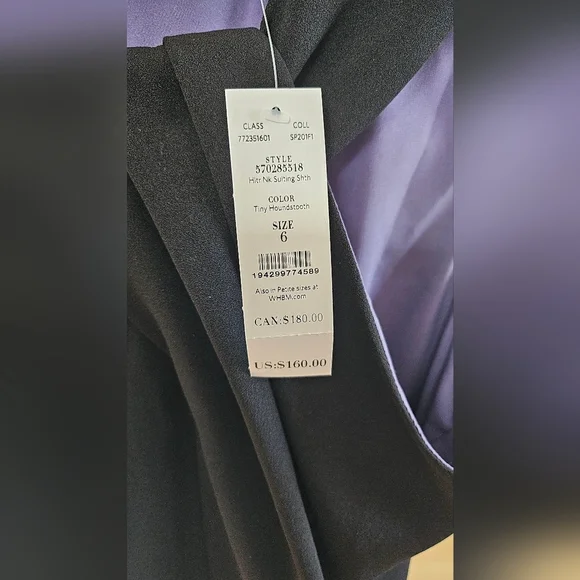 CLASS COLL
772351601 SP201F1
STYLE
570285518
Hltr Nk Suiting Shth
COLOR
Tiny Houndstooth
SIZE
6
194299774589
Also in Petite sizes at
WHBM.com
CAN:$180.00
US:$160.00